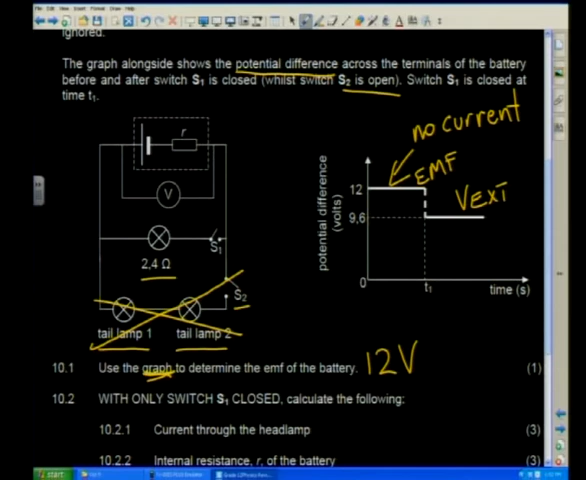 ignored.
The graph alongside shows the potential difference across the terminals of the battery
before and after switch S₁ is closed (whilst switch S₂ is open). Switch S₁ is closed at
time t₁.
no current
r
EMF
VEXT
V
potential difference
(volts)
12
9,6
0
t₁
time (s)
S₁
2,4 Ω
S₂
tail lamp 1
tail lamp 2
10.1 Use the graph to determine the emf of the battery. 12V (1)
10.2 WITH ONLY SWITCH S₁ CLOSED, calculate the following:
10.2.1 Current through the headlamp (3)
10.2.2 Internal resistance, r, of the battery (3)
start